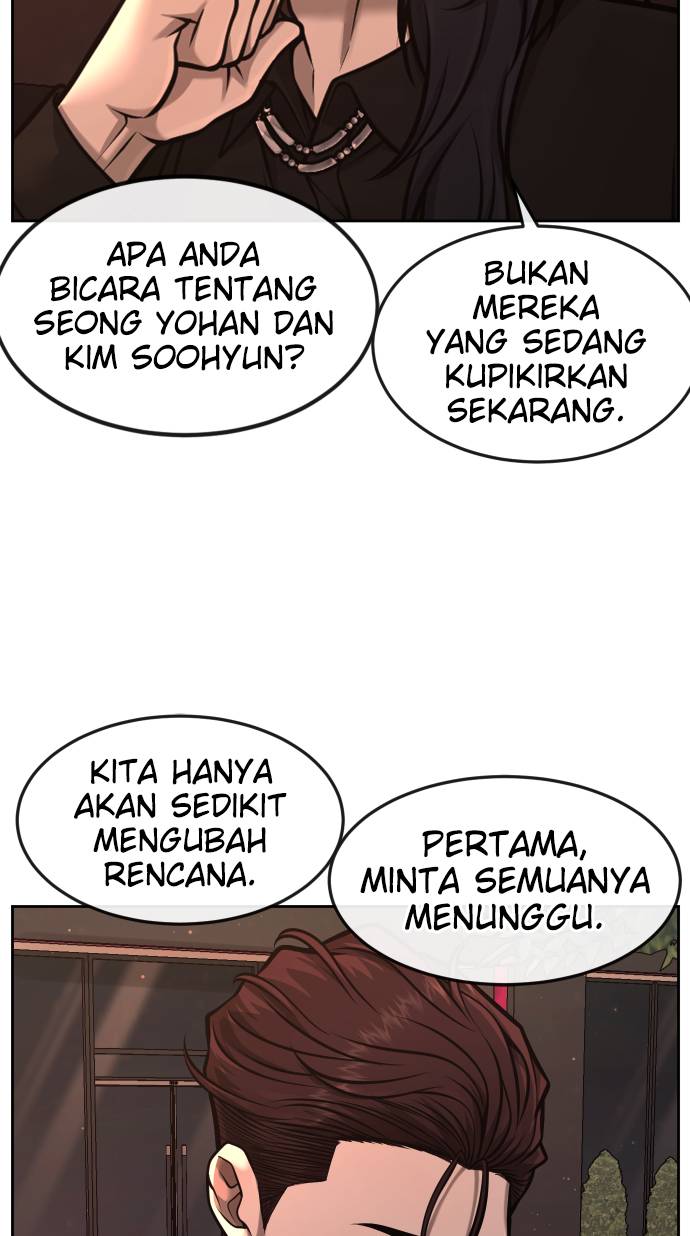 APA ANDA
BICARA TENTANG
SEONG YOHAN DAN
KIM SOOHYUN?
BUKAN
MEREKA
YANG SEDANG
KUPIKIRKAN
SEKARANG.
KITA HANYA
AKAN SEDIKIT
MENGUBAH
RENCANA.
PERTAMA,
MINTA SEMUANYA
MENUNGGU.